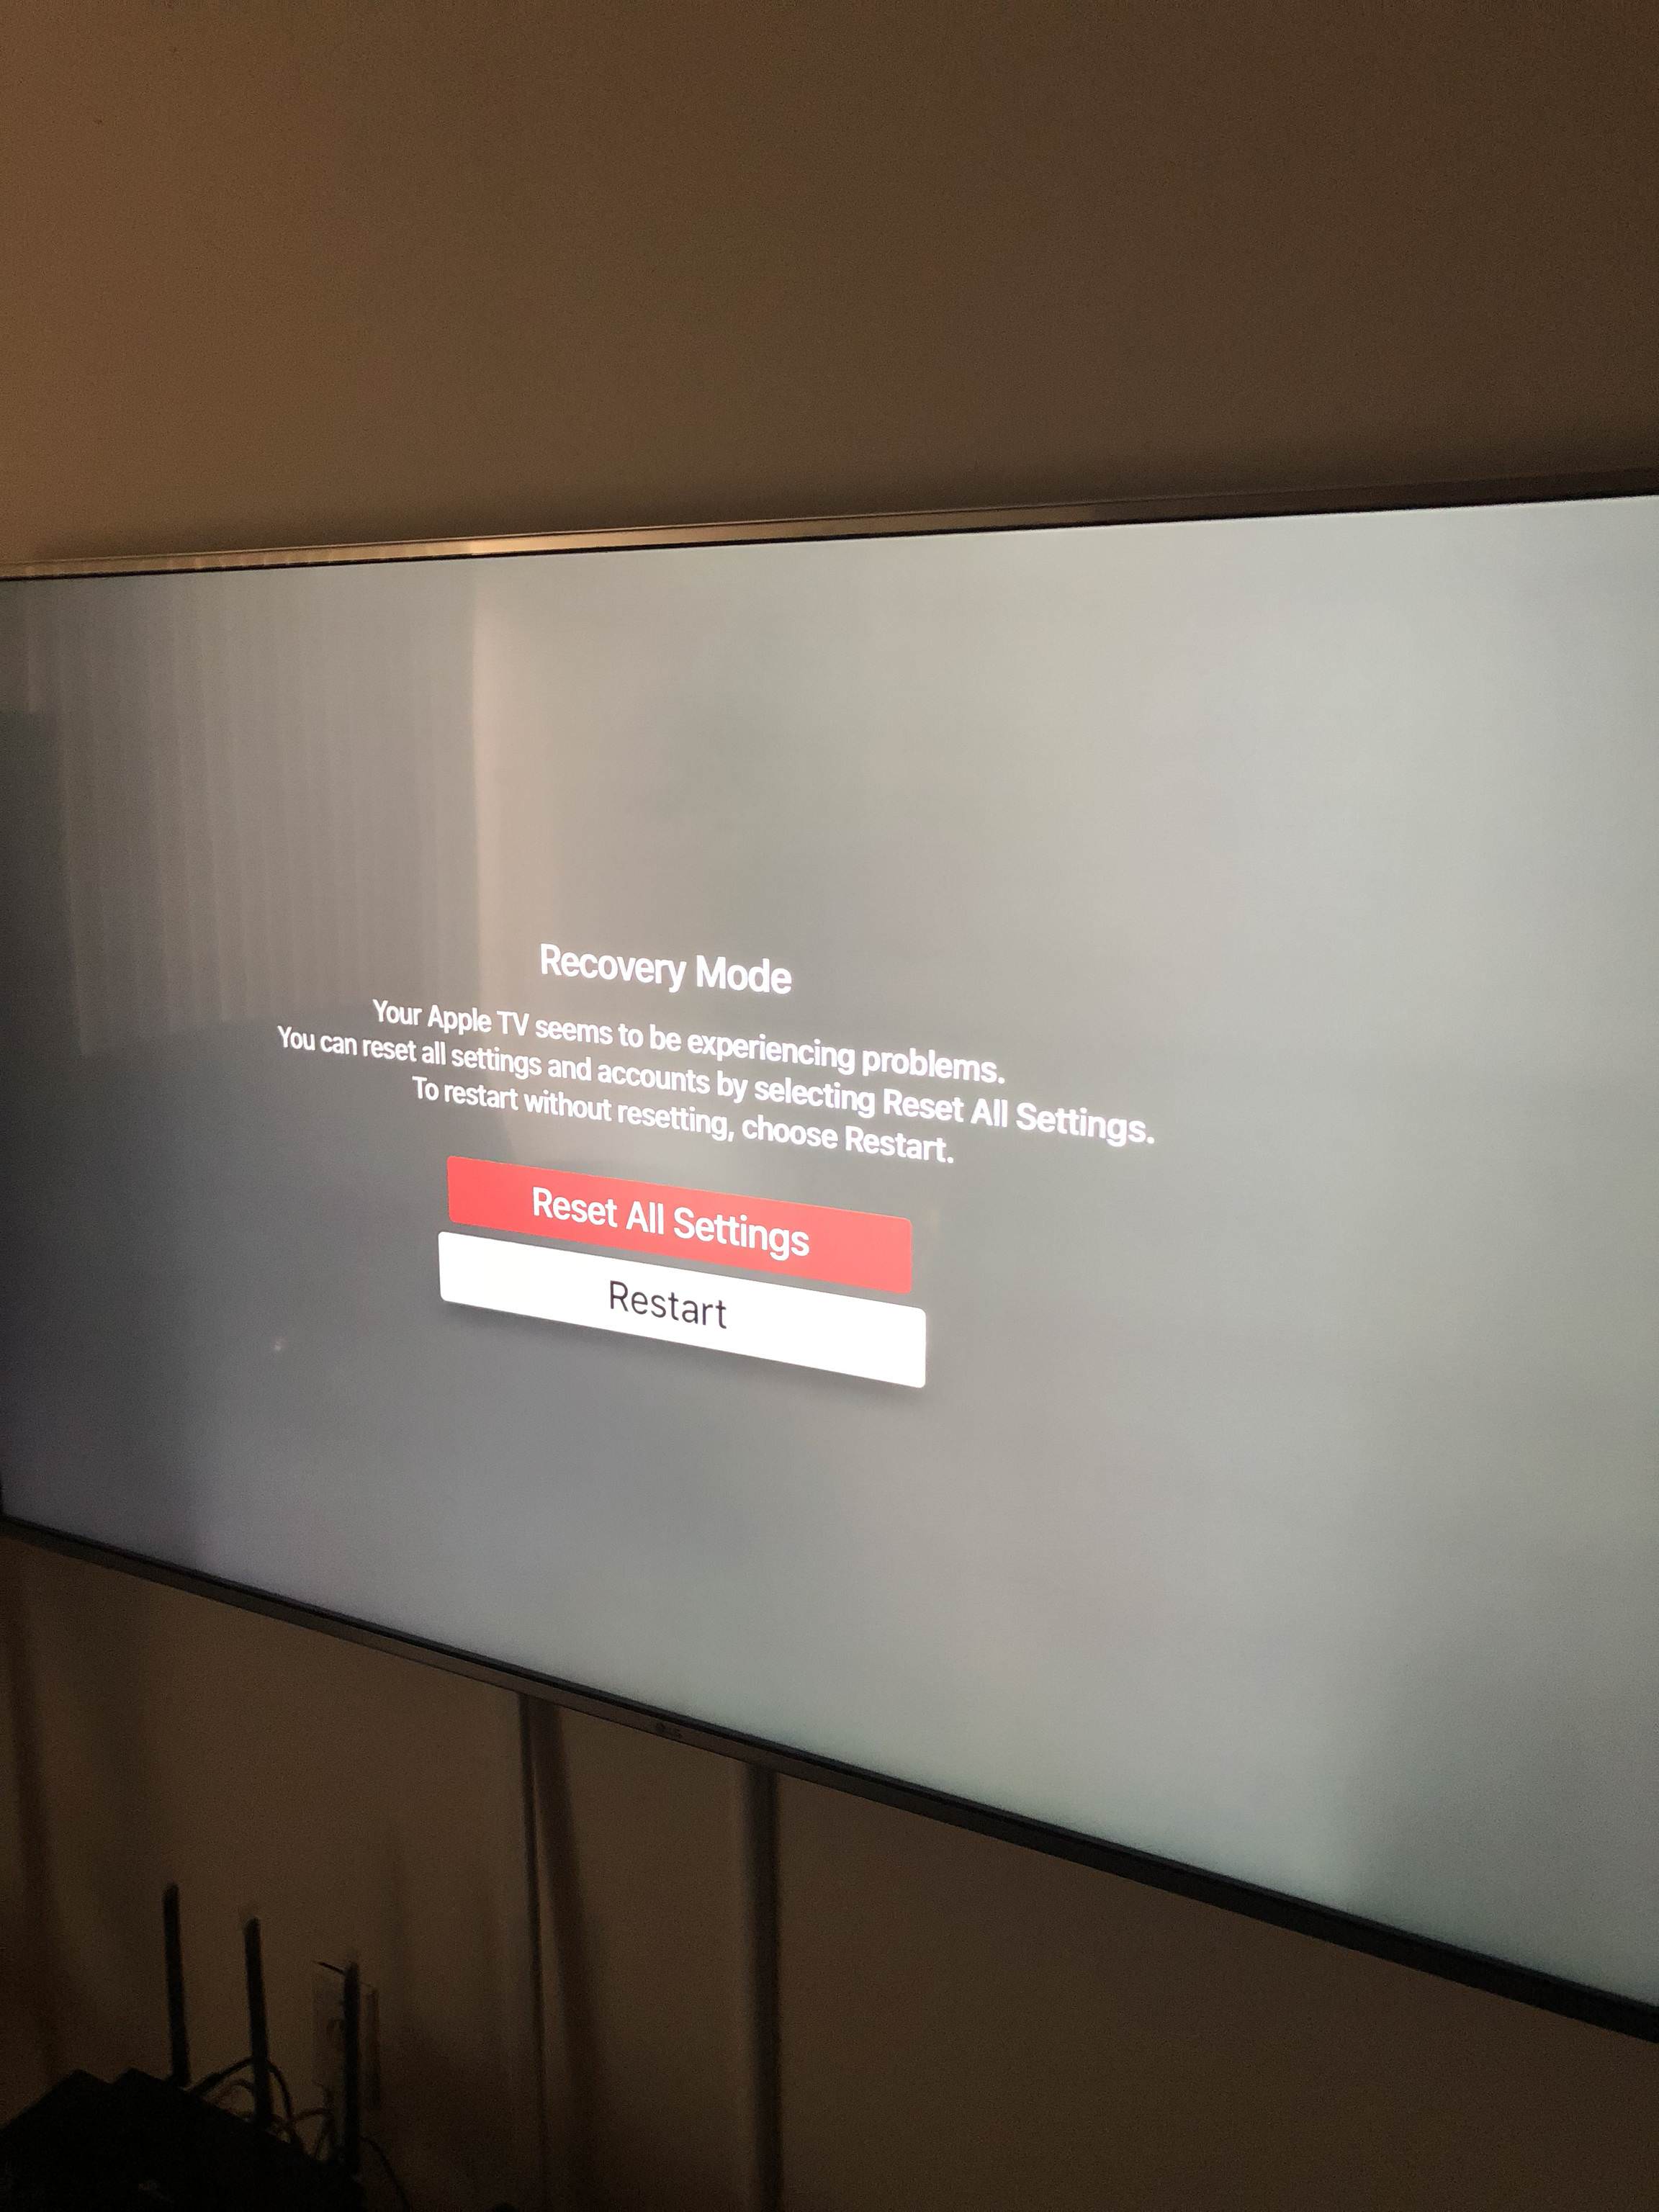 Recovery Mode
Your Apple TV seems to be experiencing problems.
You can reset all settings and accounts by selecting Reset All Settings.
To restart without resetting, choose Restart.
Reset All Settings
Restart
LG